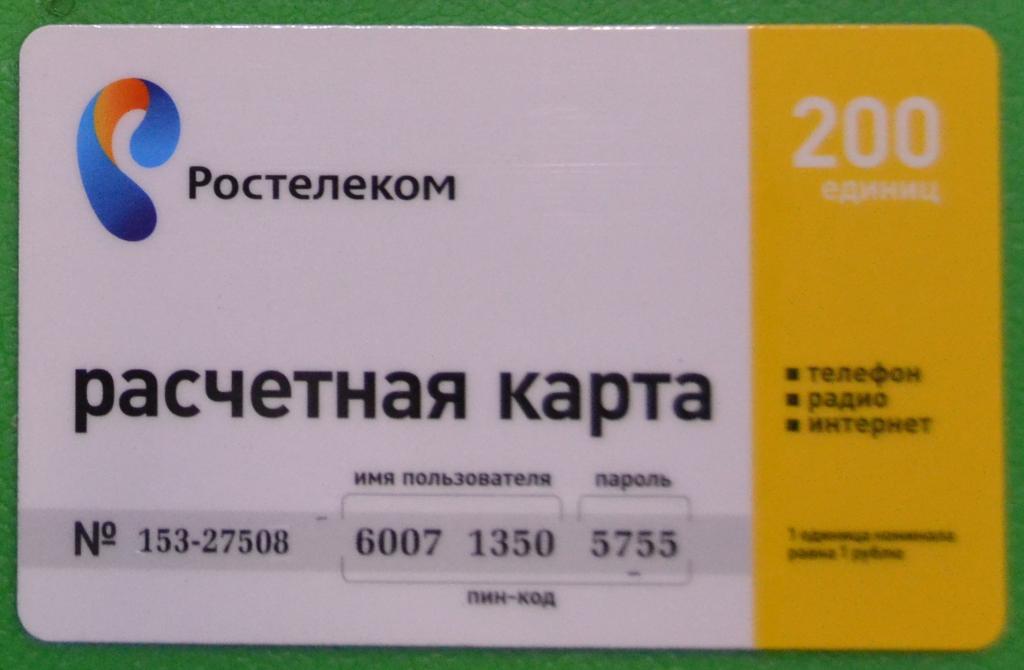 Ростелеком
200
единиц
расчетная карта
▪ телефон
▪ радио
▪ интернет
имя пользователя пароль
№ 153-27508 6007 1350 5755
пин-код
1 единица номинала
равна 1 рублю